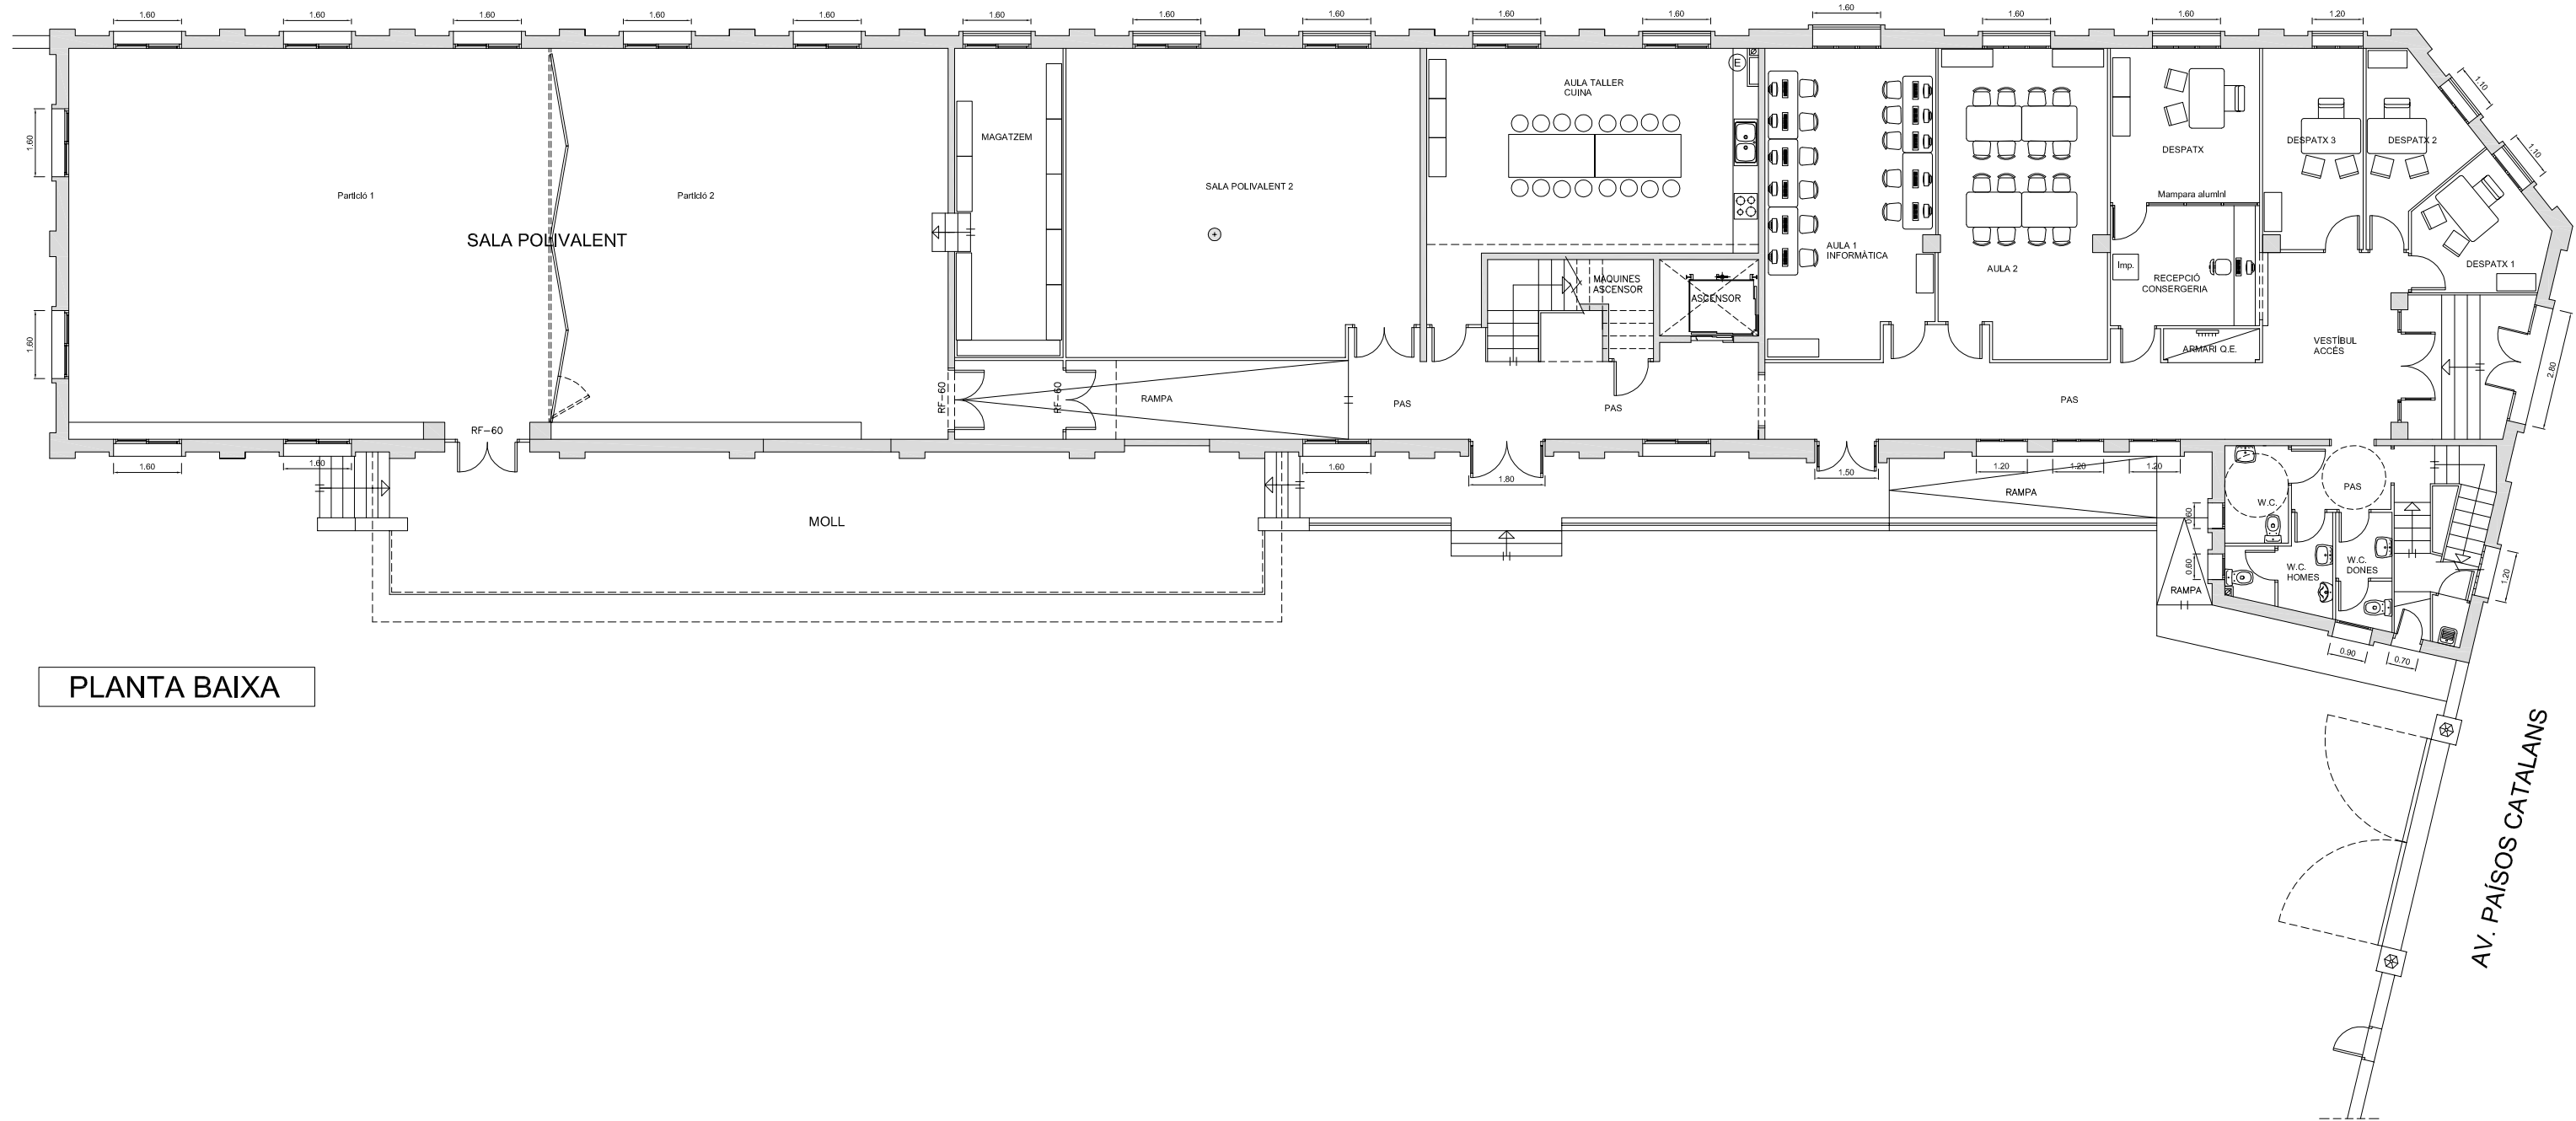 1.60
1.60
1.60
1.60
1.60
1.60
1.60
1.60
1.60
1.60
1.60
1.60
1.60
1.20
1.10
1.10
1.60
1.60
Partició 1
Partició 2
SALA POLIVALENT
MAGATZEM
SALA POLIVALENT 2
AULA TALLER
CUINA
E
MÀQUINES
ASCENSOR
ASCENSOR
AULA 1
INFORMÀTICA
AULA 2
DESPATX
Mampara alumini
Imp.
RECEPCIÓ
CONSERGERIA
ARMARI Q.E.
DESPATX 3
DESPATX 2
DESPATX 1
VESTÍBUL
ACCÉS
2.80
RF-60
RF-60
RF-60
RAMPA
PAS
PAS
PAS
1.60
1.60
1.60
1.80
1.50
1.20
1.20
1.20
MOLL
RAMPA
RAMPA
0.60
0.60
W.C.
PAS
W.C.
HOMES
W.C.
DONES
1.20
0.90
0.70
PLANTA BAIXA
AV. PAÏSOS CATALANS